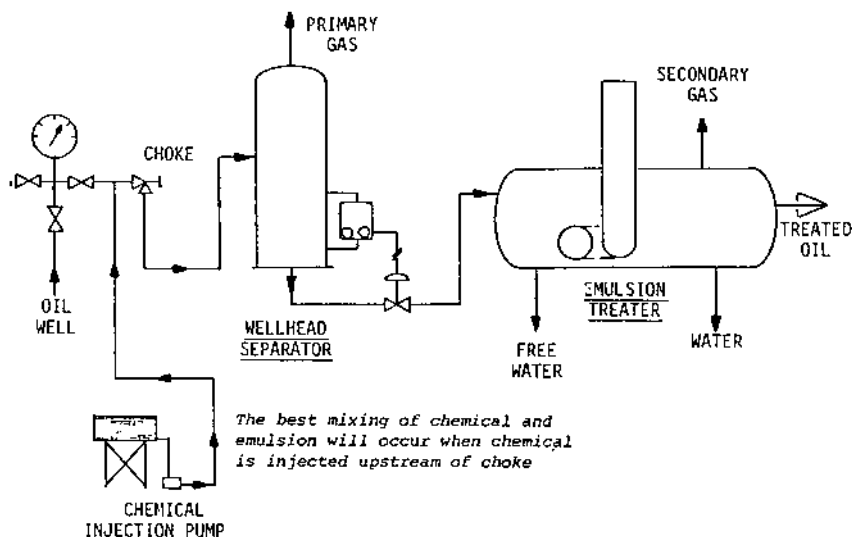 PRIMARY
GAS
SECONDARY
GAS
CHOKE
TREATED
OIL
OIL
WELL
WELLHEAD
SEPARATOR
EMULSION
TREATER
FREE
WATER
WATER
The best mixing of chemical and
emulsion will occur when chemical
is injected upstream of choke
CHEMICAL
INJECTION PUMP